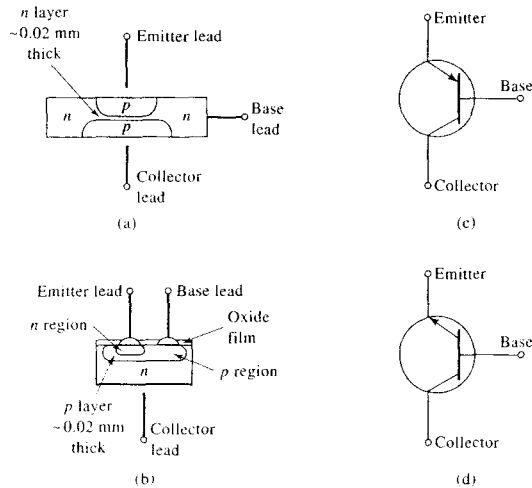 n layer
~0.02 mm
thick
Emitter lead
n
p
n
p
Base
lead
Collector
lead
(a)
Emitter
Base
Collector
(c)
Emitter lead
Base lead
n region
Oxide
film
n
p region
p layer
~0.02 mm
thick
Collector
lead
(b)
Emitter
Base
Collector
(d)